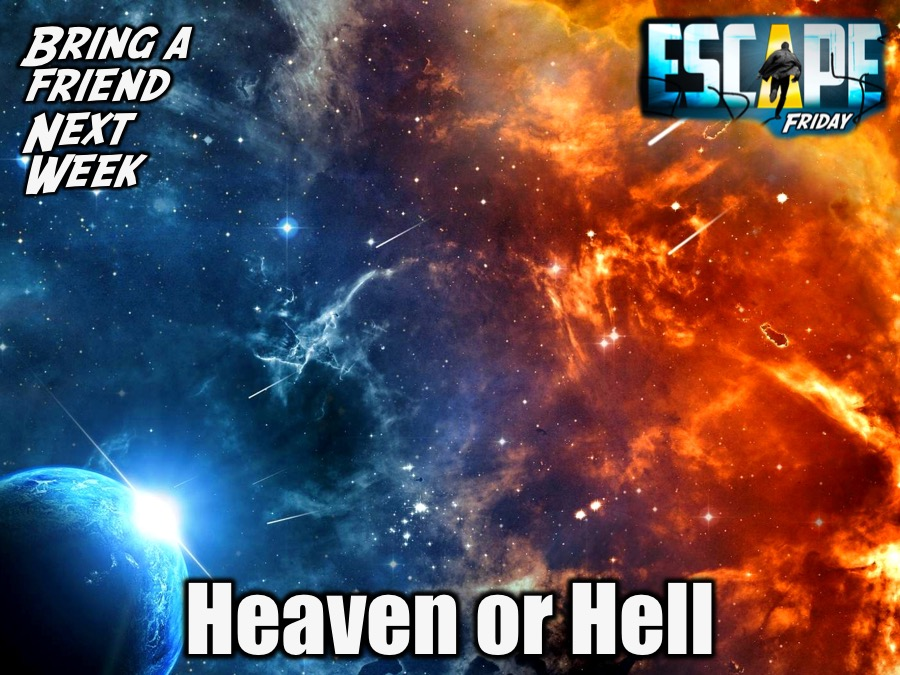 Bring a
Friend
Next
Week
ESCAPE
Friday
Heaven or Hell